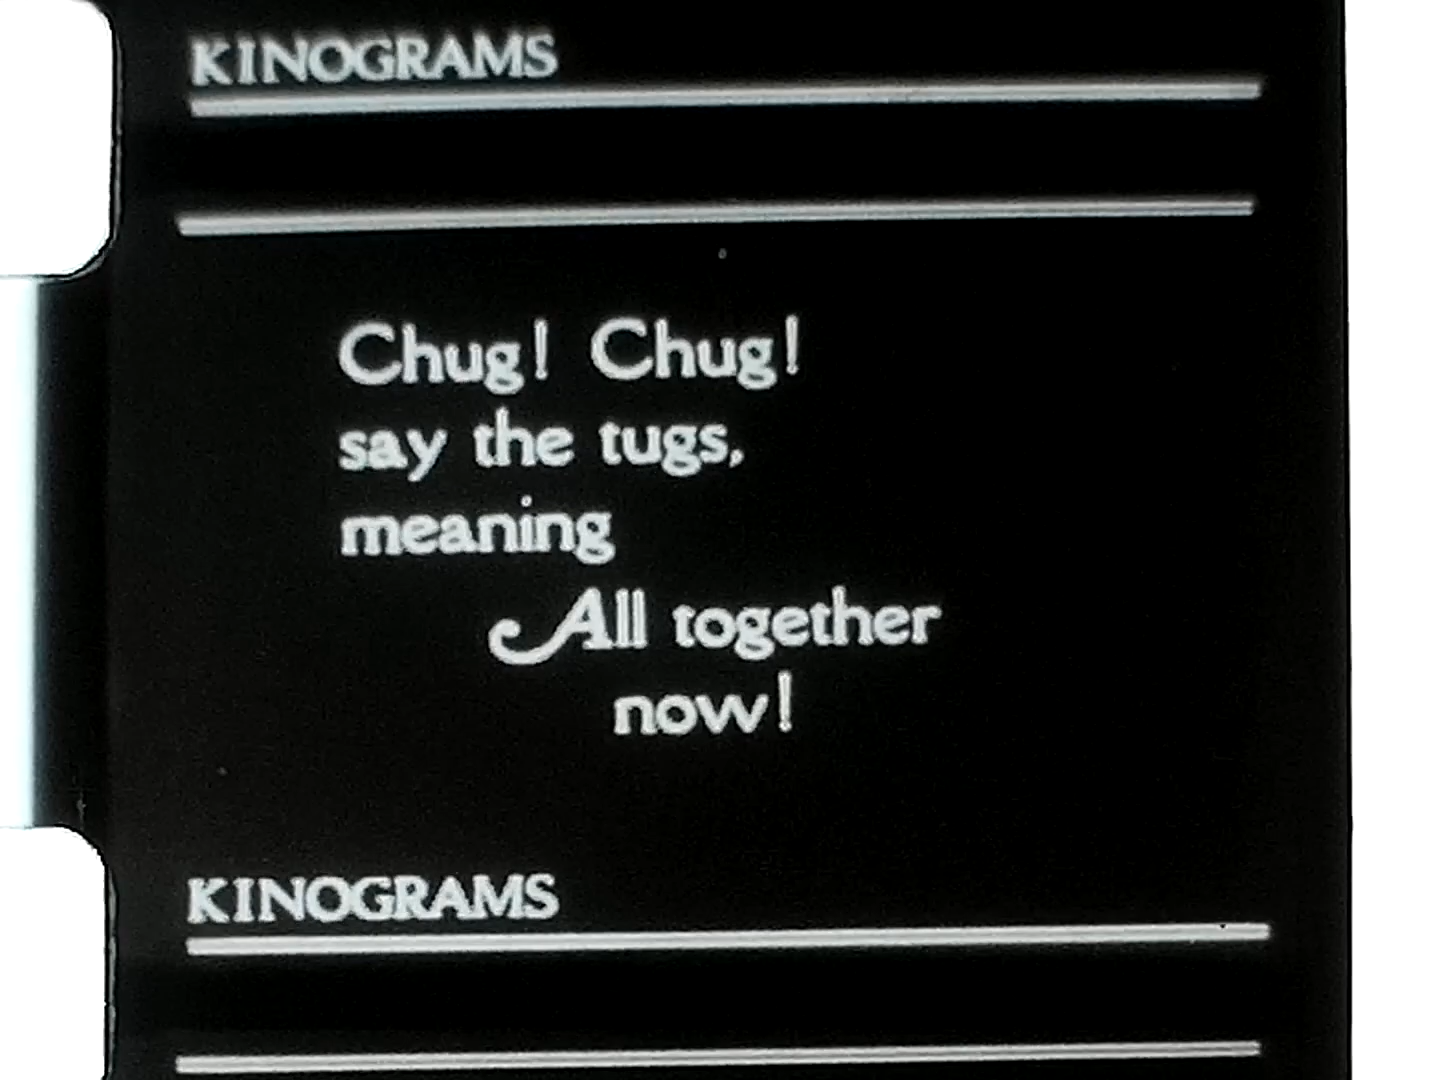 KINOGRAMS
Chug! Chug!
say the tugs,
meaning
All together
now!
KINOGRAMS